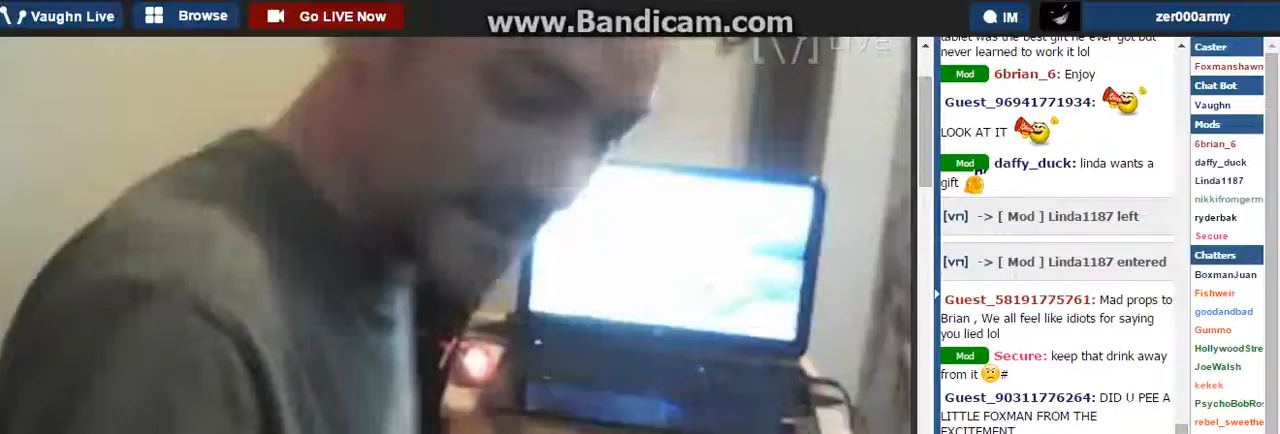 Vaughn Live
Browse
Go LIVE Now
www.Bandicam.com
IM
zer000army
[V] LIVE
tablet was the best gift he ever got but
never learned to work it lol
Mod 6brian_6: Enjoy
Guest_96941771934:
LOOK AT IT
Mod daffy_duck: linda wants a
gift
[vn] -> [ Mod ] Linda1187 left
[vn] -> [ Mod ] Linda1187 entered
Guest_58191775761: Mad props to
Brian , We all feel like idiots for saying
you lied lol
Mod Secure: keep that drink away
from it #
Guest_90311776264: DID U PEE A
LITTLE FOXMAN FROM THE
EXCITEMENT
Caster
Foxmanshawn
Chat Bot
Vaughn
Mods
6brian_6
daffy_duck
Linda1187
nikkifromgerm
ryderbak
Secure
Chatters
BoxmanJuan
Fishweir
goodandbad
Gummo
HollywoodStre
JoeWalsh
kekek
PsychoBobRos
rebel_sweethe